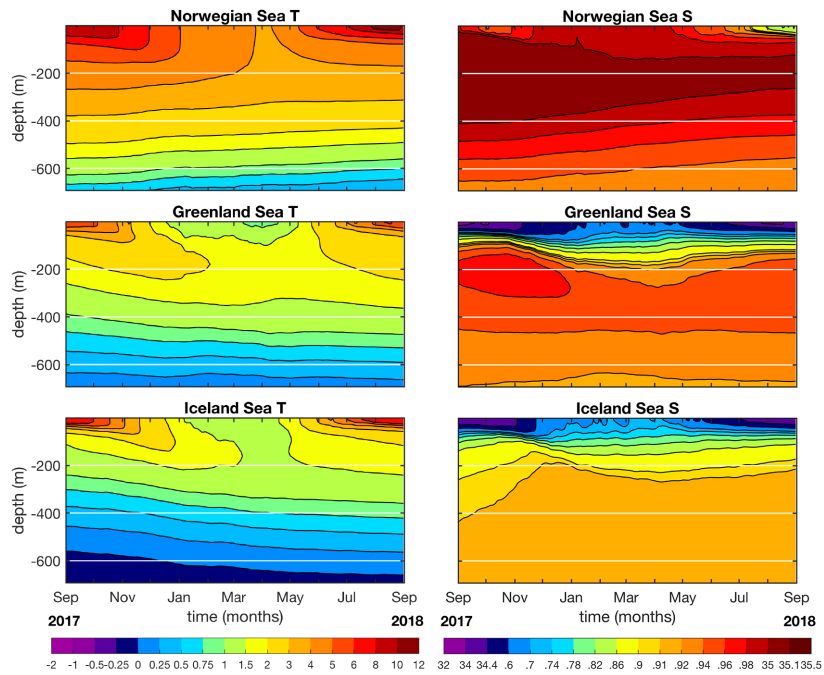 Norwegian Sea T
Norwegian Sea S
depth (m)
-200
-400
-600
Greenland Sea T
Greenland Sea S
depth (m)
-200
-400
-600
Iceland Sea T
Iceland Sea S
depth (m)
-200
-400
-600
Sep Nov Jan Mar May Jul Sep
Sep Nov Jan Mar May Jul Sep
time (months)
time (months)
2017 2018
2017 2018
-2 -1 -0.5 -0.25 0 0.25 0.5 0.75 1 1.5 2 3 4 5 6 8 10 12
32 34 34.4 .6 .7 .74 .78 .82 .86 .88 .9 .91 .92 .94 .96 .98 35 35.1 35.5